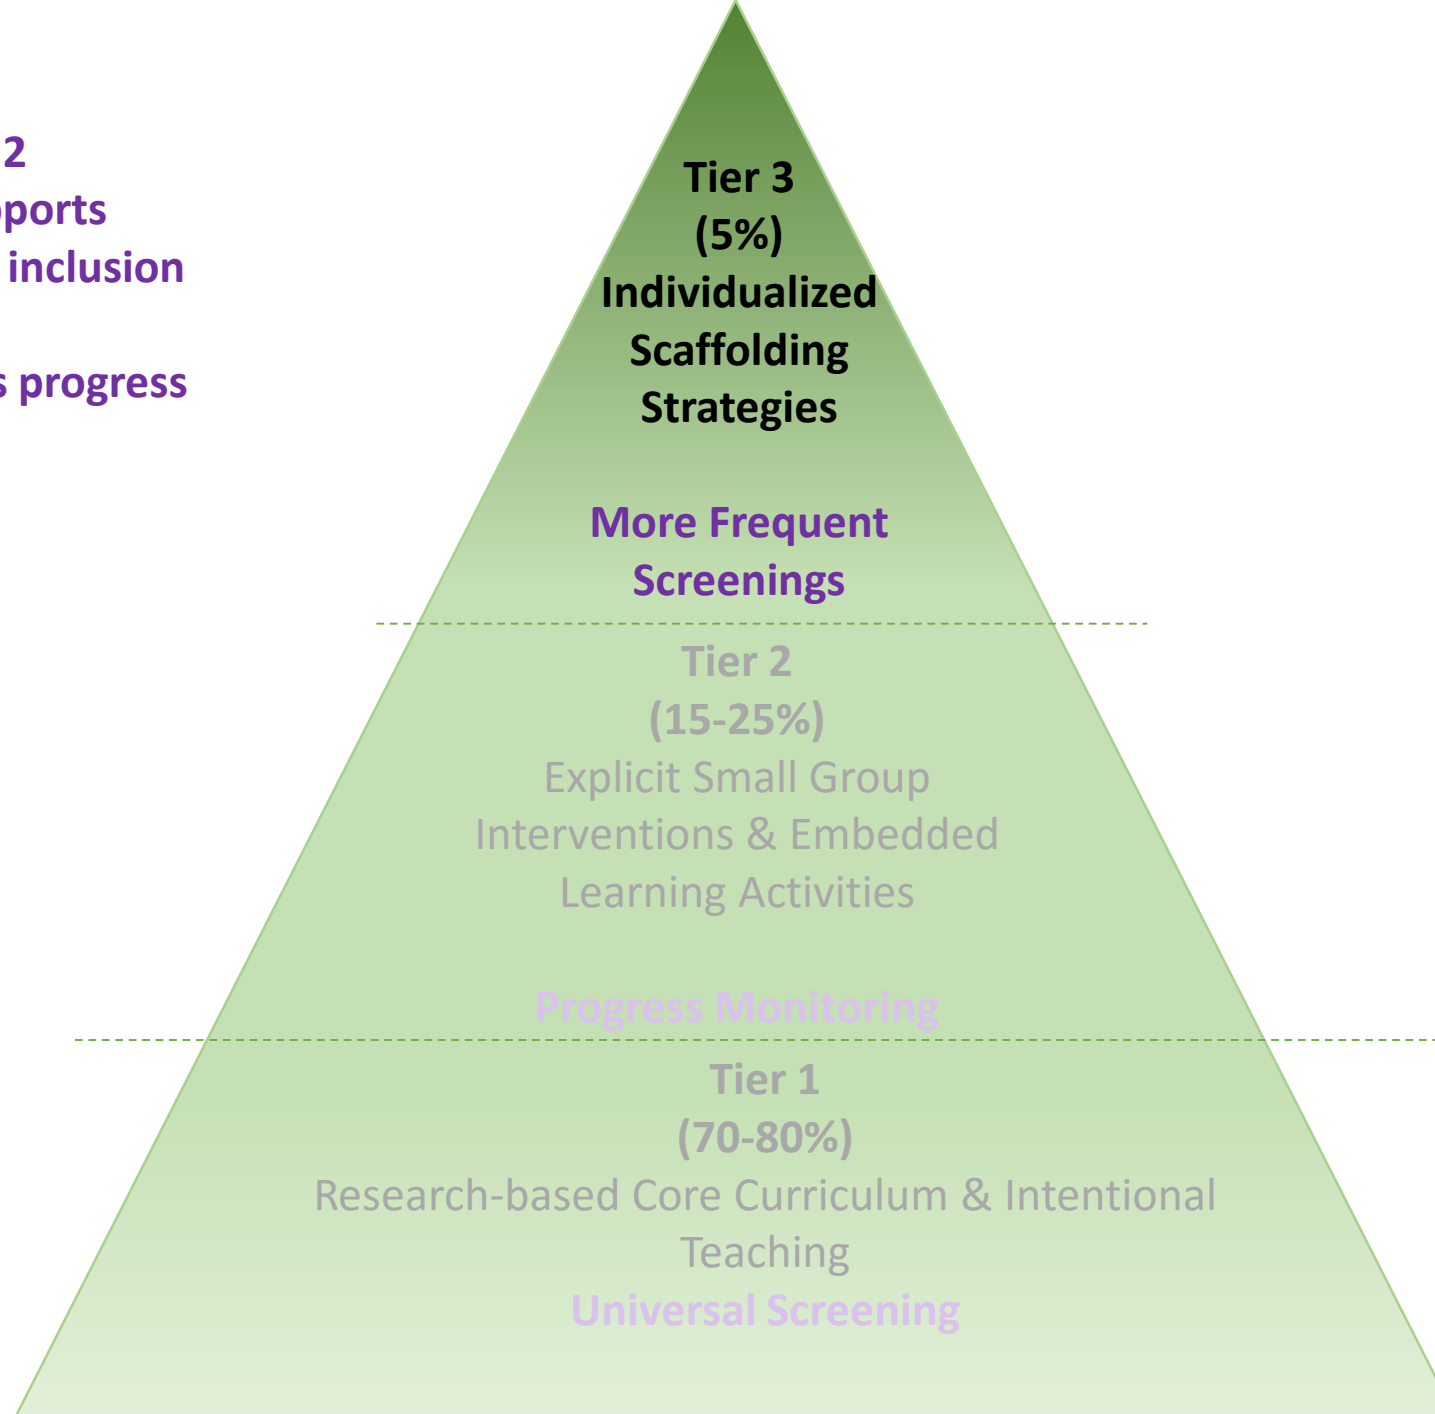 2
inclusion
progress
Tier 3
(5%)
Individualized
Scaffolding
Strategies
More Frequent
Screenings
Tier 2
(15-25%)
Explicit Small Group
Interventions & Embedded
Learning Activities
Progress Monitoring
Tier 1
(70-80%)
Research-based Core Curriculum & Intentional
Teaching
Universal Screening